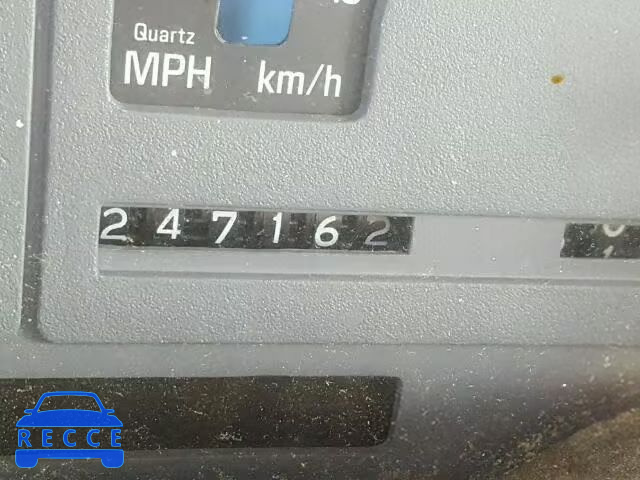 Quartz
MPH km/h
247162
RECCE